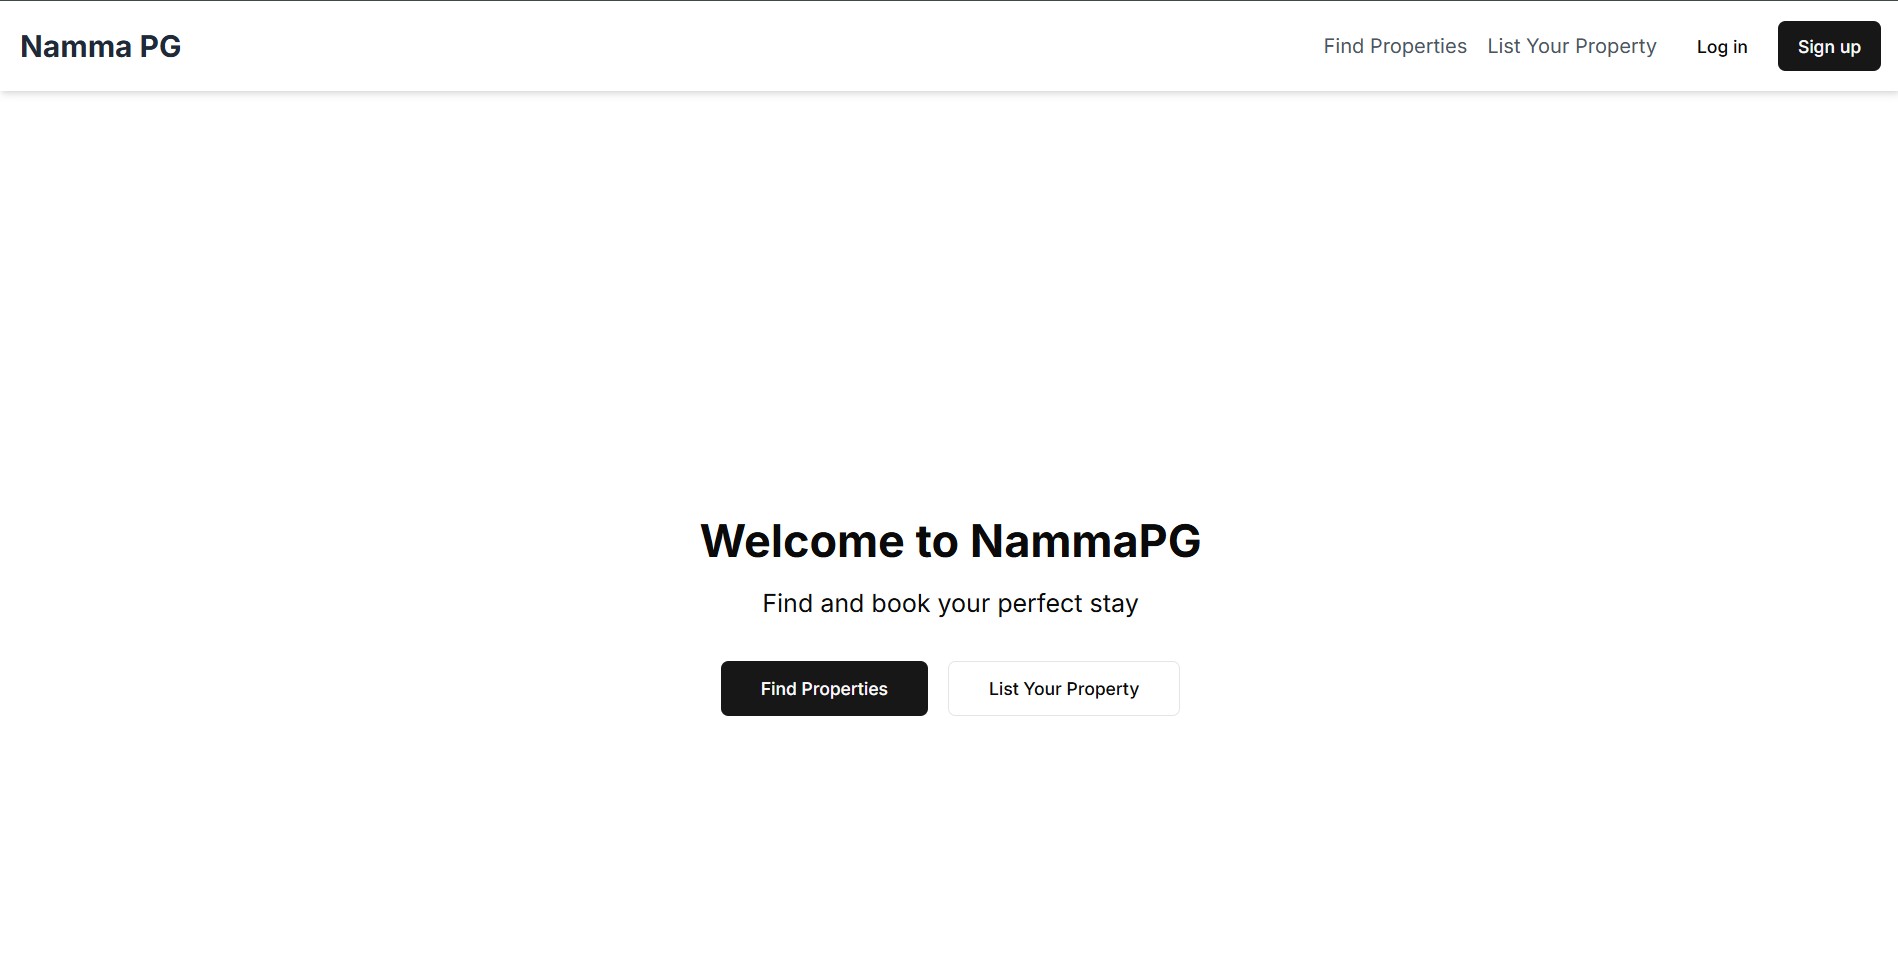 Namma PG
Find Properties
List Your Property
Log in
Sign up
Welcome to NammaPG
Find and book your perfect stay
Find Properties
List Your Property